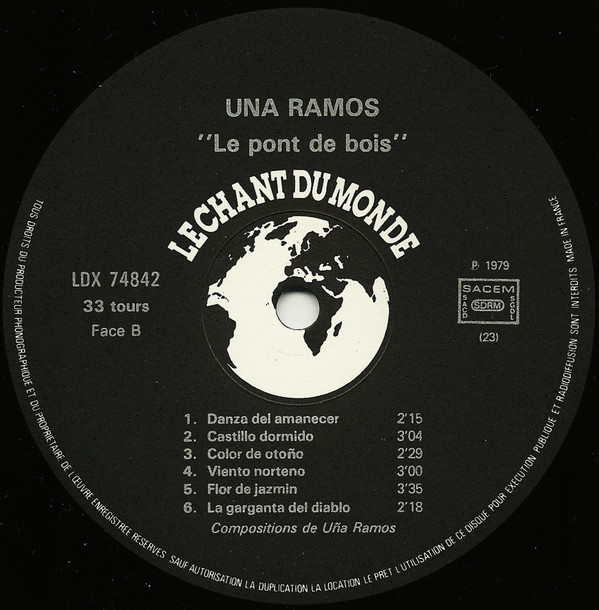 UNA RAMOS
"Le pont de bois"
LE CHANT DU MONDE
LDX 74842
33 tours
Face B
℗ 1979
SACEM
SACD
SDRM
SGDL
(23)
1. Danza del amanecer 2'15
2. Castillo dormido 3'04
3. Color de otoño 2'29
4. Viento norteno 3'00
5. Flor de jazmin 3'35
6. La garganta del diablo 2'18
Compositions de Uña Ramos
TOUS DROITS DU PRODUCTEUR PHONOGRAPHIQUE ET DU PROPRIETAIRE DE L'ŒUVRE ENREGISTREE RESERVES SAUF AUTORISATION LA DUPLICATION LA LOCATION LE PRET L'UTILISATION DE CE DISQUE POUR EXECUTION PUBLIQUE ET RADIODIFFUSION SONT INTERDITS MADE IN FRANCE